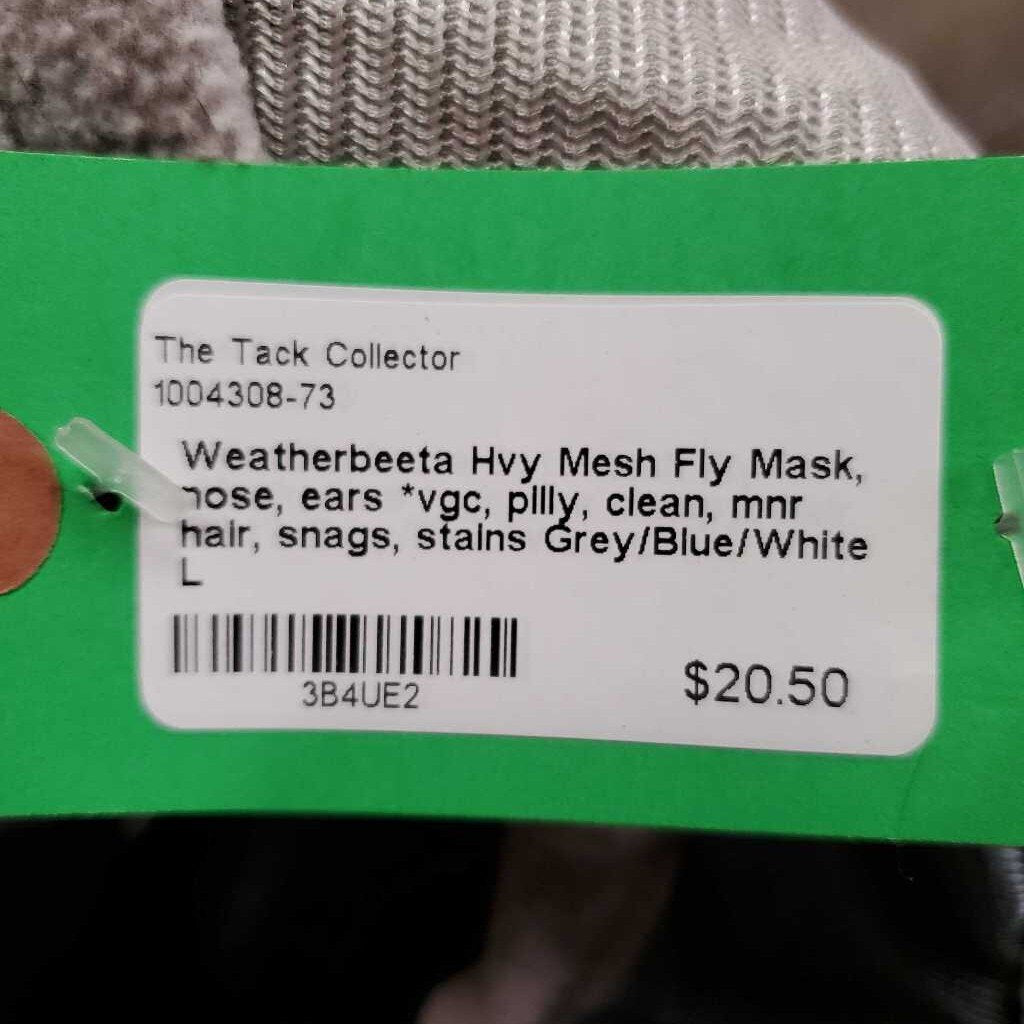 The Tack Collector
1004308-73
Weatherbeeta Hvy Mesh Fly Mask,
nose, ears *vgc, pllly, clean, mnr
hair, snags, stains Grey/Blue/White
L
3B4UE2
$20.50